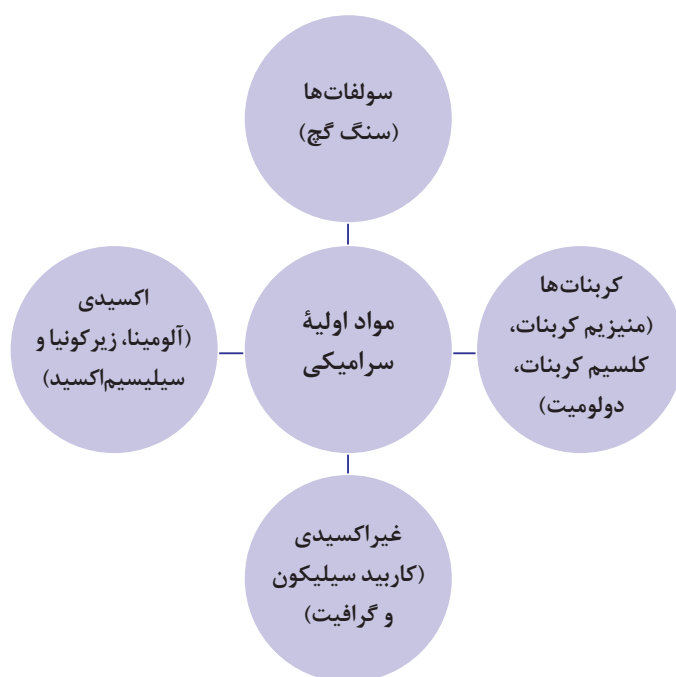 سولفات‌ها
(سنگ گچ)
کربنات‌ها
(منیزیم کربنات،
کلسیم کربنات،
دولومیت)
مواد اولیهٔ
سرامیکی
اکسیدی
(آلومینا، زیرکونیا و
سیلیسیم‌اکسید)
غیراکسیدی
(کاربید سیلیکون
و گرافیت)